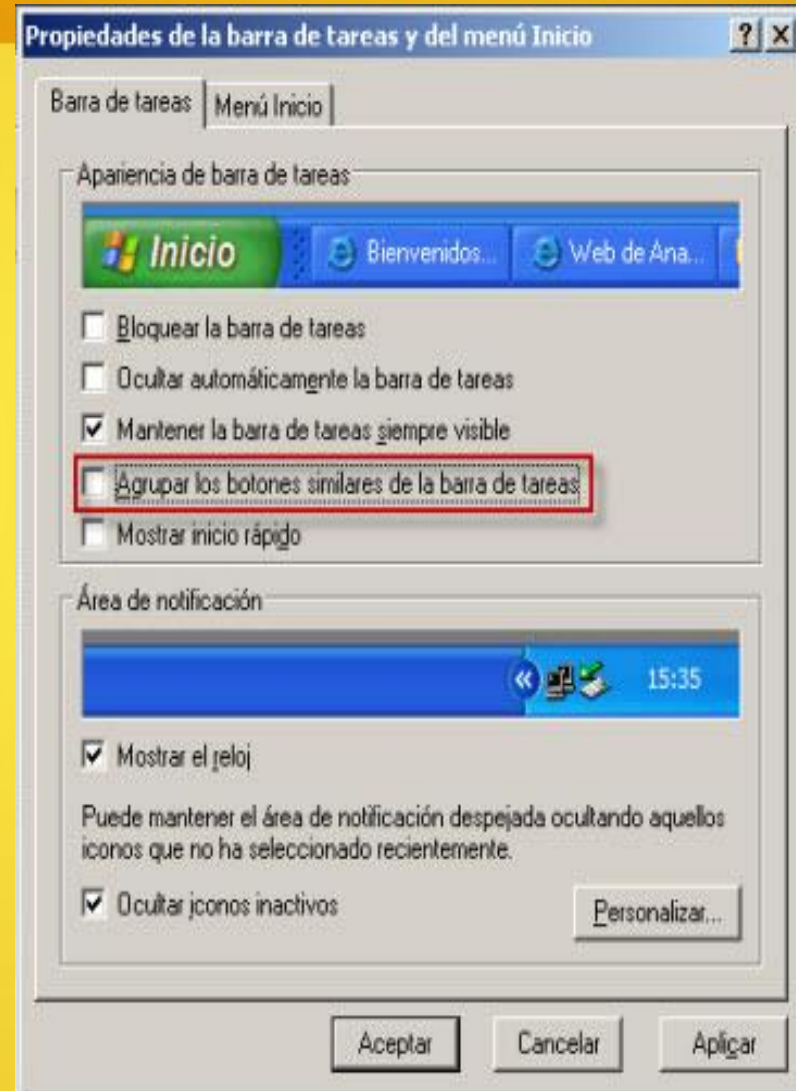 Propiedades de la barra de tareas y del menú Inicio
Barra de tareas
Menú Inicio
Apariencia de barra de tareas
Inicio
Bienvenidos...
Web de Ana...
Bloquear la barra de tareas
Ocultar automáticamente la barra de tareas
Mantener la barra de tareas siempre visible
Agrupar los botones similares de la barra de tareas
Mostrar inicio rápido
Área de notificación
15:35
Mostrar el reloj
Puede mantener el área de notificación despejada ocultando aquellos
iconos que no ha seleccionado recientemente.
Ocultar iconos inactivos
Personalizar...
Aceptar
Cancelar
Aplicar